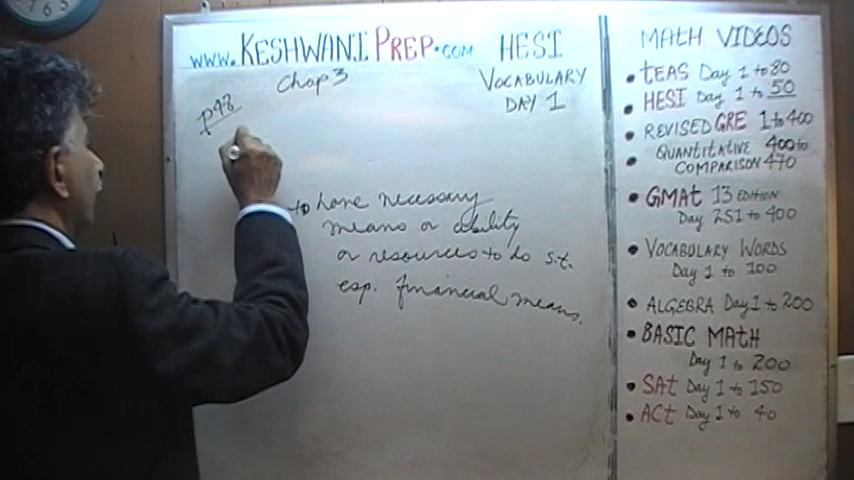 WWW.KESHWANIPREP.COM
HESI
VOCABULARY
DAY 1
Chap 3
p48
to have necessary
means or ability
or resources to do s.t.
esp. financial means.
MATH VIDEOS
• tEAS Day 1 to 80
• HESI Day 1 to 50
• REVISED GRE 1 to 400
• QUANTITATIVE 400 to
COMPARISON 470
• GMAt 13 EDITION
Day 251 to 400
• VOCABULARY WORDS
Day 1 to 100
• ALGEBRA Day 1 to 200
• BASIC MATH
Day 1 to 200
• SAt Day 1 to 150
• ACt Day 1 to 40
7 6 5